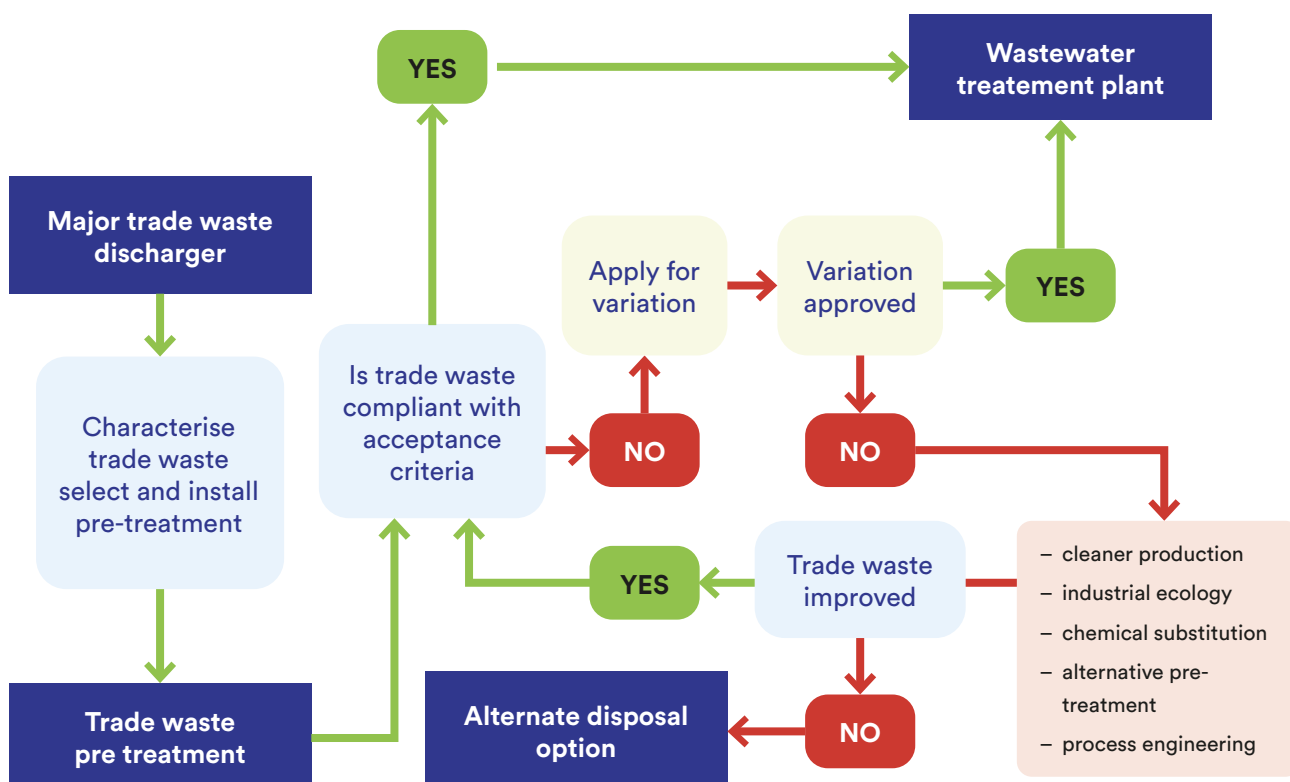 YES
Wastewater
treatement plant
Major trade waste
discharger
Apply for
variation
Variation
approved
YES
Is trade waste
compliant with
acceptance
criteria
Characterise
trade waste
select and install
pre-treatment
NO
NO
– cleaner production
– industrial ecology
– chemical substitution
– alternative pre-
treatment
– process engineering
Trade waste
improved
YES
Trade waste
pre treatment
Alternate disposal
option
NO